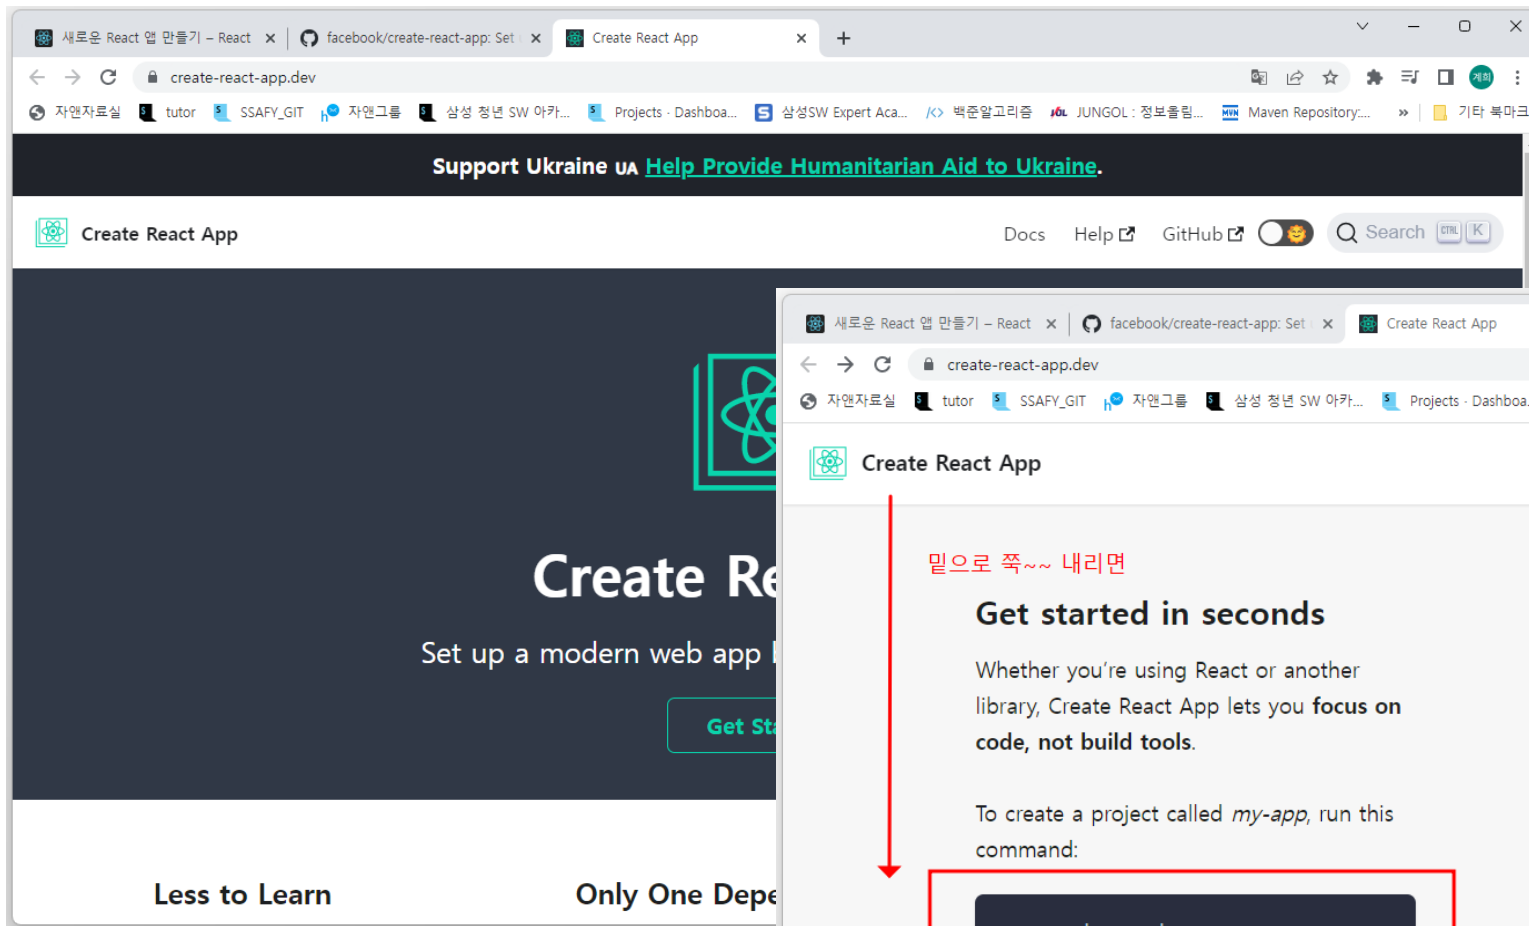 새로운 React 앱 만들기 – React
facebook/create-react-app: Set
Create React App
create-react-app.dev
계희
자앤자료실
tutor
SSAFY_GIT
자앤그룹
삼성 청년 SW 아카...
Projects · Dashboa...
삼성SW Expert Aca...
백준알고리즘
JUNGOL : 정보올림...
Maven Repository:...
»
기타 북마크
Support Ukraine UA Help Provide Humanitarian Aid to Ukraine.
Create React App
Docs
Help
GitHub
Search
CTRL
K
Create Re
Set up a modern web app
Get Sta
Less to Learn
Only One Depe
새로운 React 앱 만들기 – React
facebook/create-react-app: Set
Create React App
create-react-app.dev
자앤자료실
tutor
SSAFY_GIT
자앤그룹
삼성 청년 SW 아카...
Projects · Dashboa.
Create React App
밑으로 쭉~~ 내리면
Get started in seconds
Whether you’re using React or another
library, Create React App lets you focus on
code, not build tools.
To create a project called my-app, run this
command: